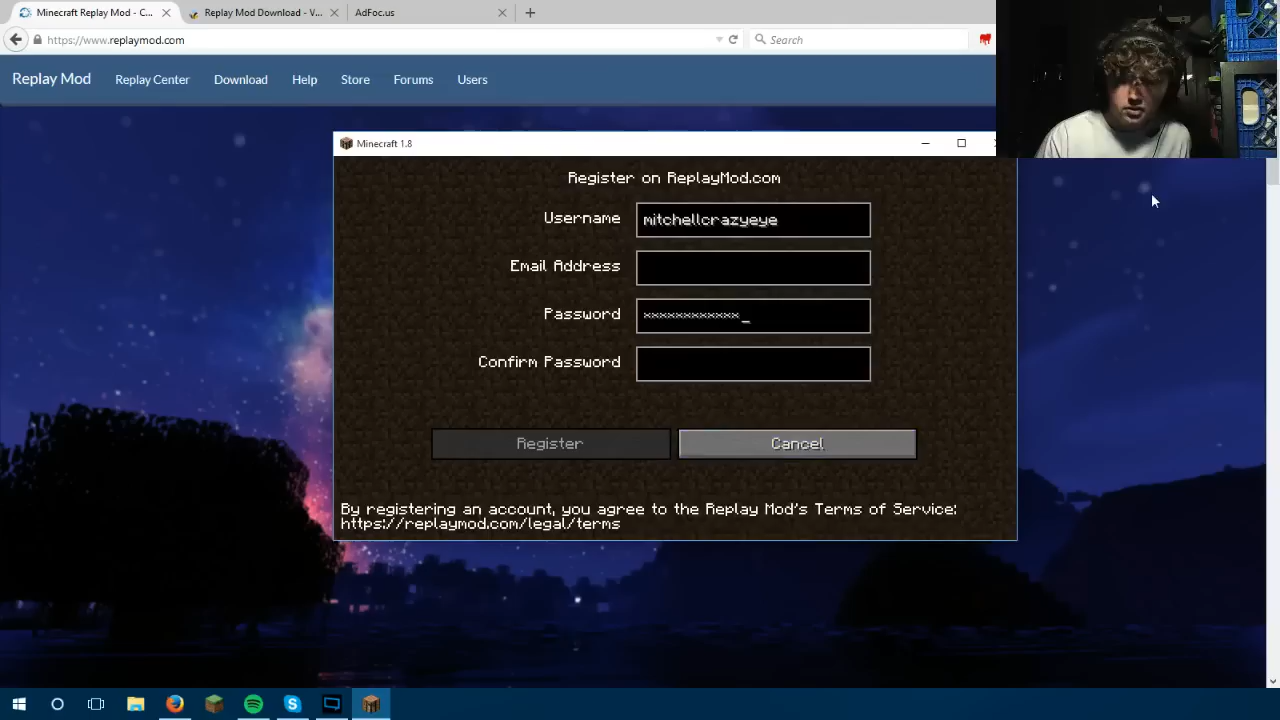 Minecraft Replay Mod - C...
Replay Mod Download - V...
AdFoc.us
https://www.replaymod.com
Search
Replay Mod
Replay Center
Download
Help
Store
Forums
Users
Minecraft 1.8
Register on ReplayMod.com
Username
mitchellcrazyeye
Email Address
Password
xxxxxxxxxxxx_
Confirm Password
Register
Cancel
By registering an account, you agree to the Replay Mod's Terms of Service:
https://replaymod.com/legal/terms